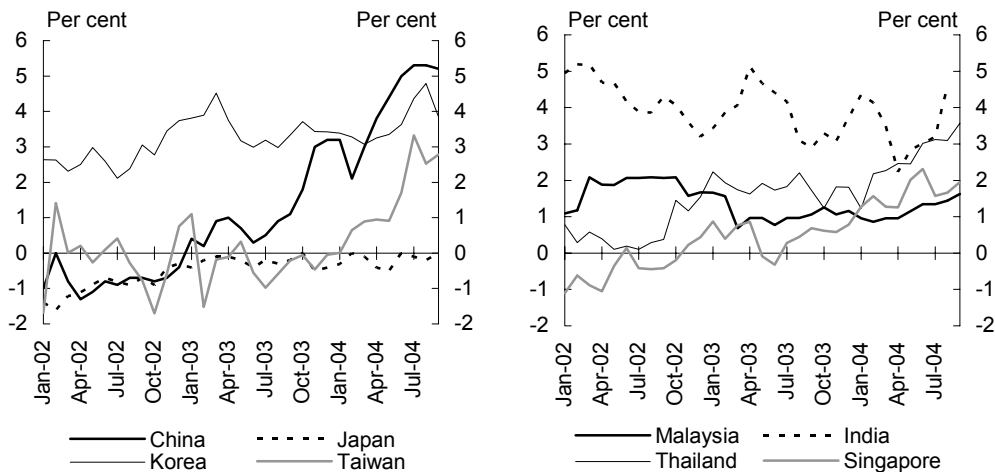 Per cent Per cent
6 6
5 5
4 4
3 3
2 2
1 1
0 0
-1 -1
-2 -2
Jan-02 Apr-02 Jul-02 Oct-02 Jan-03 Apr-03 Jul-03 Oct-03 Jan-04 Apr-04 Jul-04
China Japan
Korea Taiwan
Per cent Per cent
6 6
5 5
4 4
3 3
2 2
1 1
0 0
-1 -1
-2 -2
Jan-02 Apr-02 Jul-02 Oct-02 Jan-03 Apr-03 Jul-03 Oct-03 Jan-04 Apr-04 Jul-04
Malaysia India
Thailand Singapore